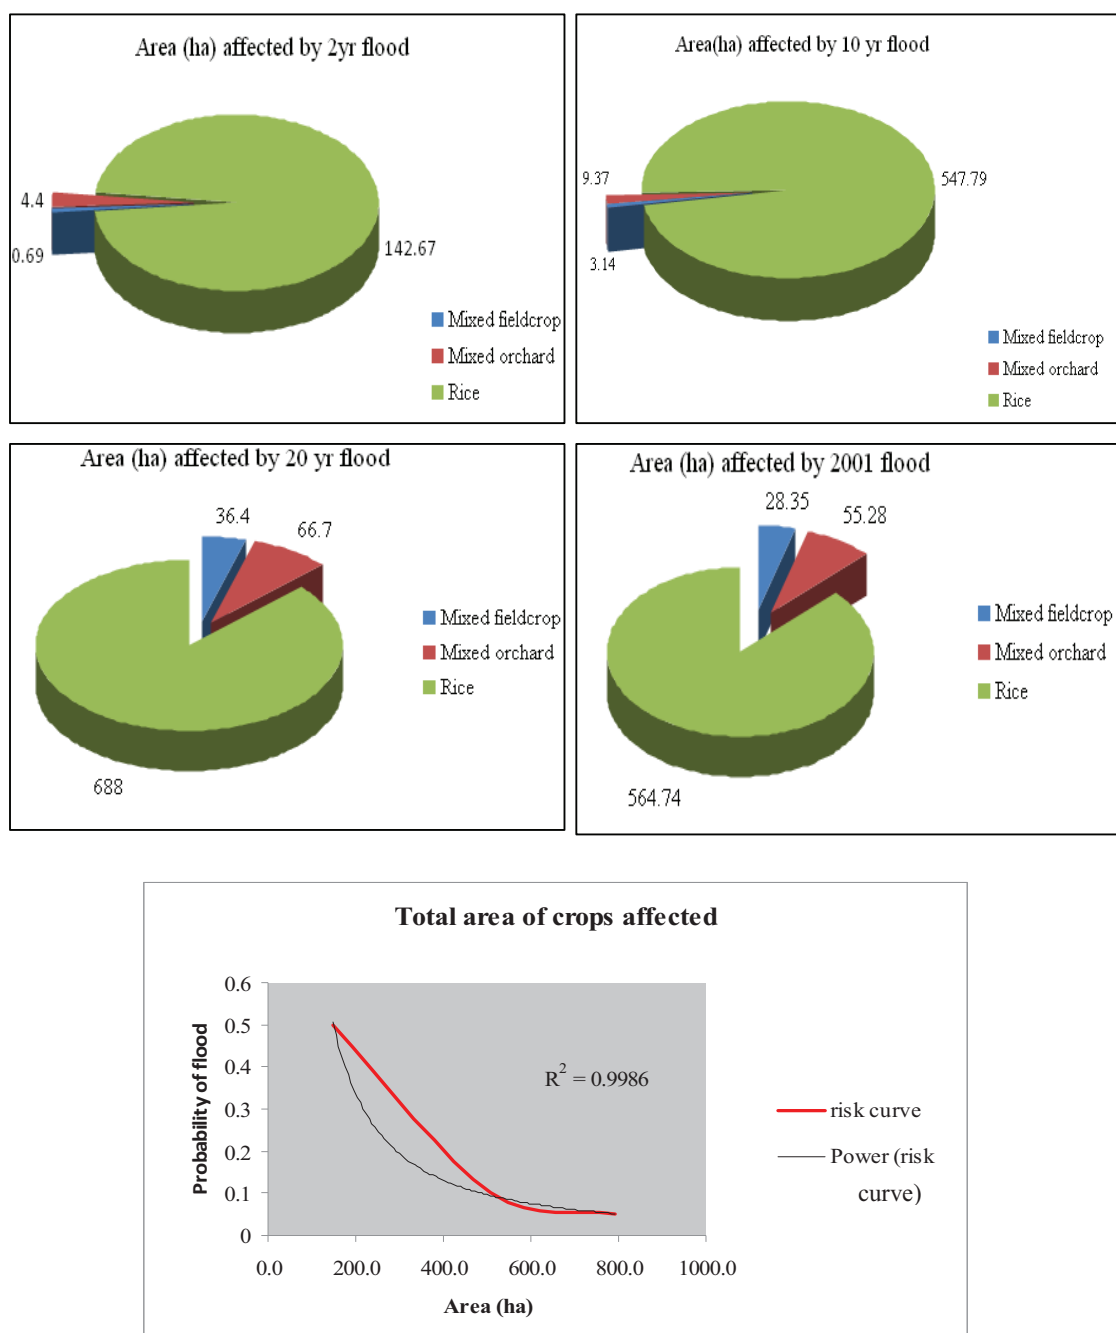 Area (ha) affected by 2yr flood
4.4
0.69
142.67
Mixed fieldcrop
Mixed orchard
Rice
Area(ha) affected by 10 yr flood
9.37
3.14
547.79
Mixed fieldcrop
Mixed orchard
Rice
Area (ha) affected by 20 yr flood
36.4
66.7
688
Mixed fieldcrop
Mixed orchard
Rice
Area (ha) affected by 2001 flood
28.35
55.28
564.74
Mixed fieldcrop
Mixed orchard
Rice
Total area of crops affected
Probability of flood
0.6
0.5
0.4
0.3
0.2
0.1
0
R² = 0.9986
risk curve
Power (risk
curve)
0.0 200.0 400.0 600.0 800.0 1000.0
Area (ha)